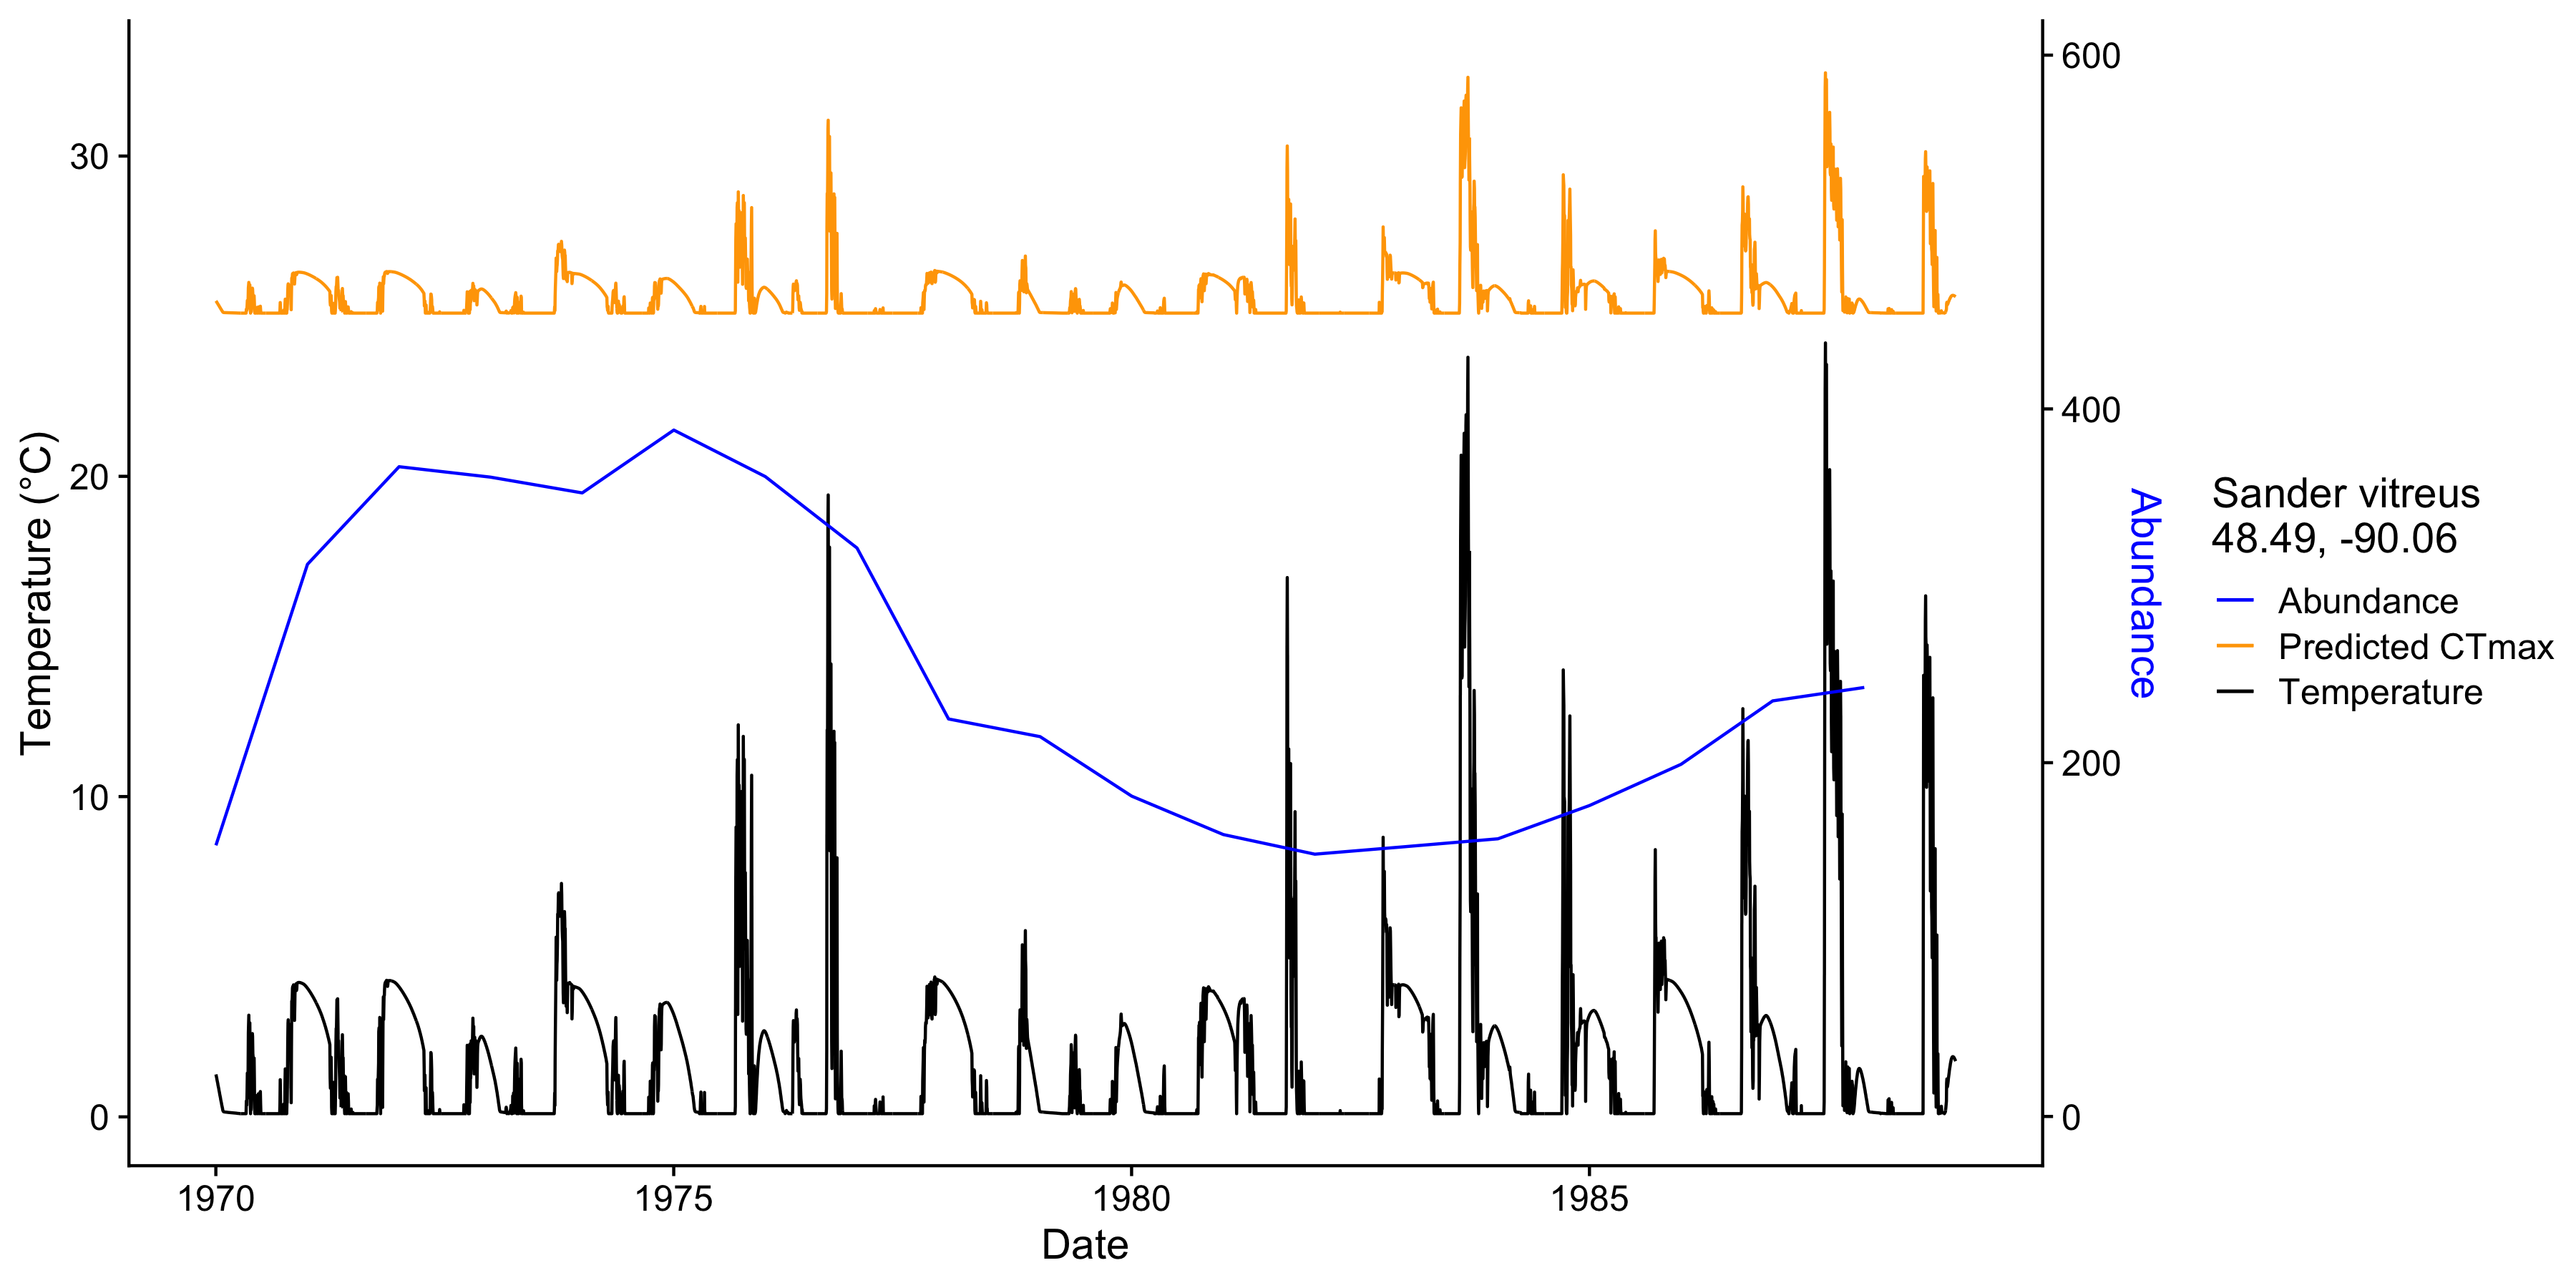 Temperature (°C)
30
20
10
0
1970
1975
1980
1985
Date
600
400
200
0
Abundance
Sander vitreus
48.49, -90.06
Abundance
Predicted CTmax
Temperature